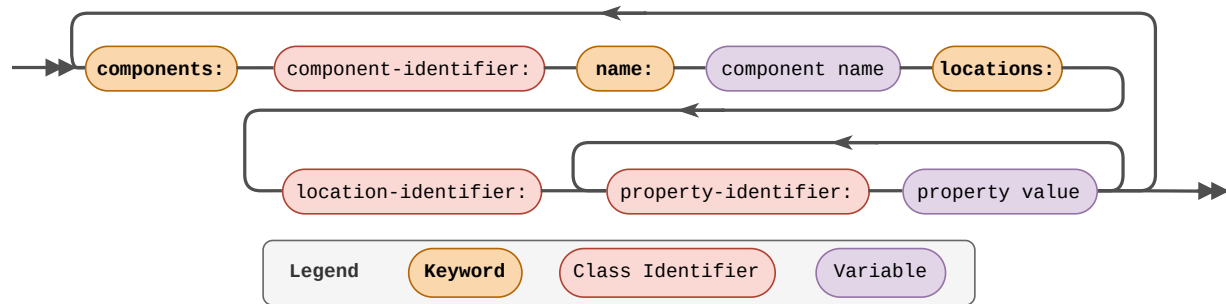 components: component-identifier: name: component name locations:
location-identifier: property-identifier: property value
Legend Keyword Class Identifier Variable